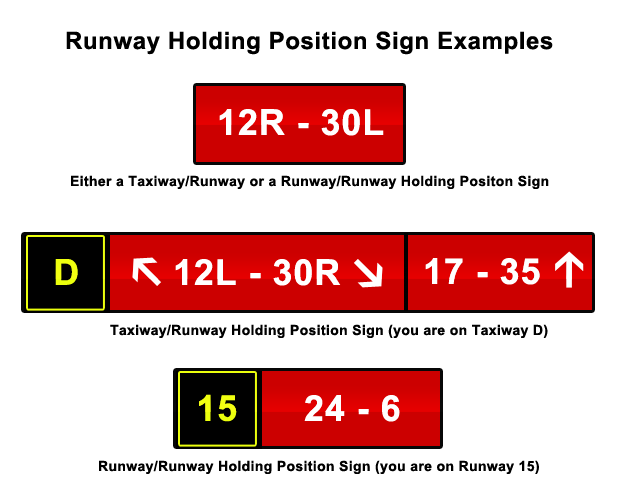 Runway Holding Position Sign Examples
12R - 30L
Either a Taxiway/Runway or a Runway/Runway Holding Positon Sign
D ↖ 12L - 30R ↘ 17 - 35 ↑
Taxiway/Runway Holding Position Sign (you are on Taxiway D)
15 24 - 6
Runway/Runway Holding Position Sign (you are on Runway 15)